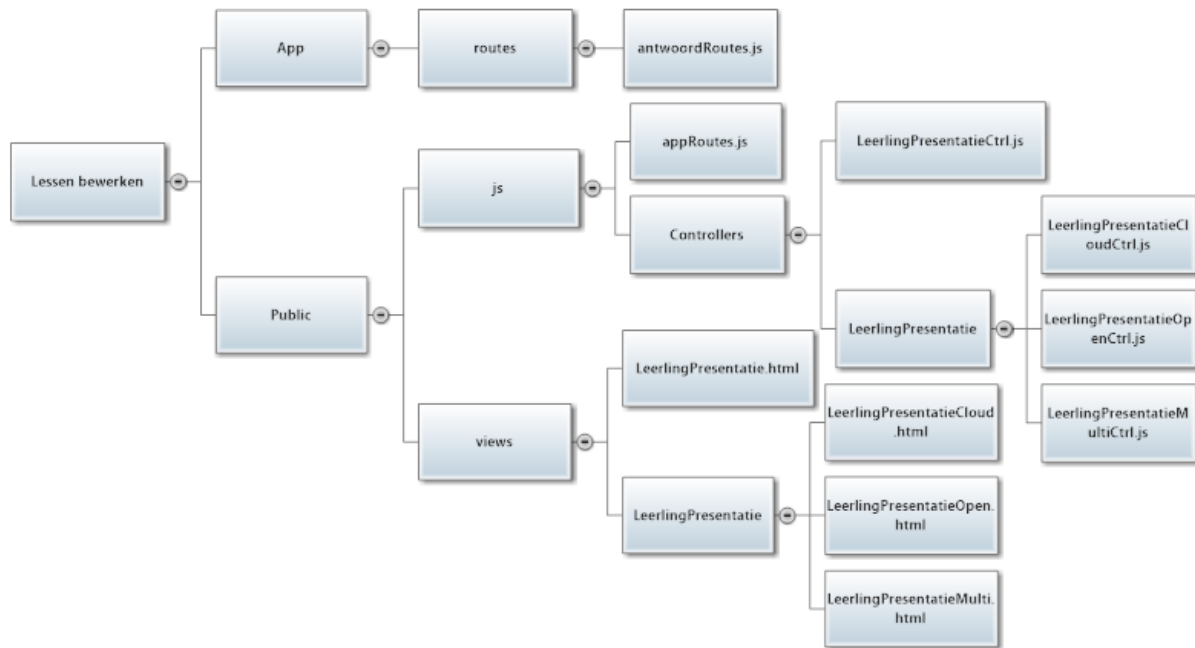 App
routes
antwoordRoutes.js
Lessen bewerken
js
appRoutes.js
Controllers
LeerlingPresentatieCtrl.js
LeerlingPresentatie
LeerlingPresentatieCl
oudCtrl.js
LeerlingPresentatieOp
enCtrl.js
LeerlingPresentatieM
ultiCtrl.js
Public
views
LeerlingPresentatie.html
LeerlingPresentatie
LeerlingPresentatieCloud
.html
LeerlingPresentatieOpen.
html
LeerlingPresentatieMulti.
html